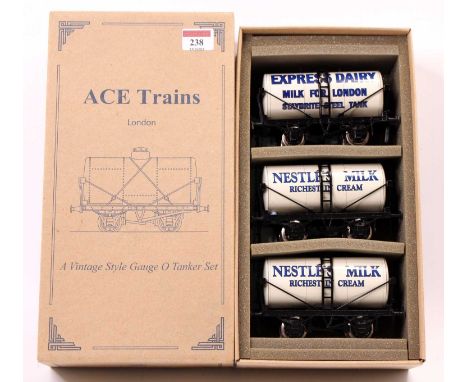 238
ACE Trains
London
A Vintage Style Gauge O Tanker Set
EXPRESS DAIRY
MILK FOR LONDON
STAYBRITE STEEL TANK
NESTLES MILK
RICHEST IN CREAM
NESTLES MILK
RICHEST IN CREAM